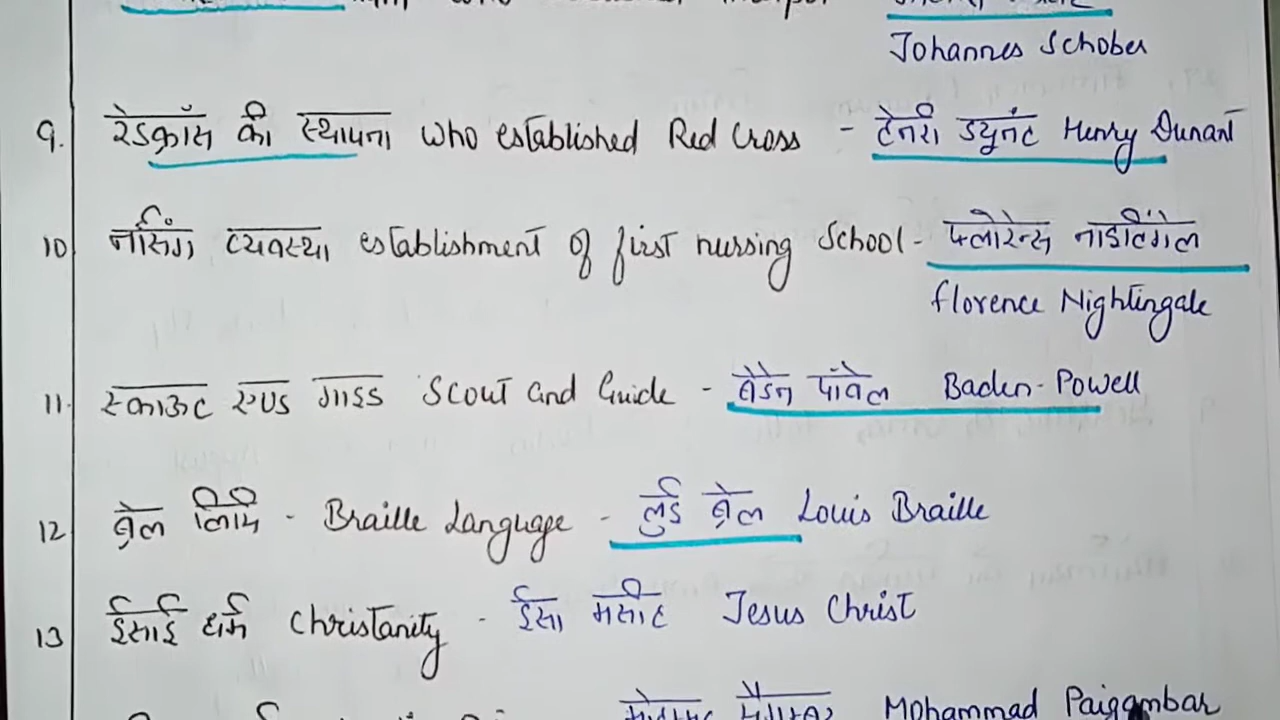 Johannes Schober
9. रेडक्रॉस की स्थापना Who established Red Cross - हेनरी ड्युनंट Henry Dunant
10 नर्सिंग व्यवस्था establishment of first nursing School - फ्लोरेन्स नाइटिंगेल
florence Nightingale
11. स्काऊट एण्ड गाइड Scout and Guide - बेडेन पॉवेल Baden-Powell
12 ब्रेल लिपि - Braille Language - लुई ब्रेल Louis Braille
13 ईसाई धर्म Christanity - ईसा मसीह Jesus Christ
Mohammad Paigambar